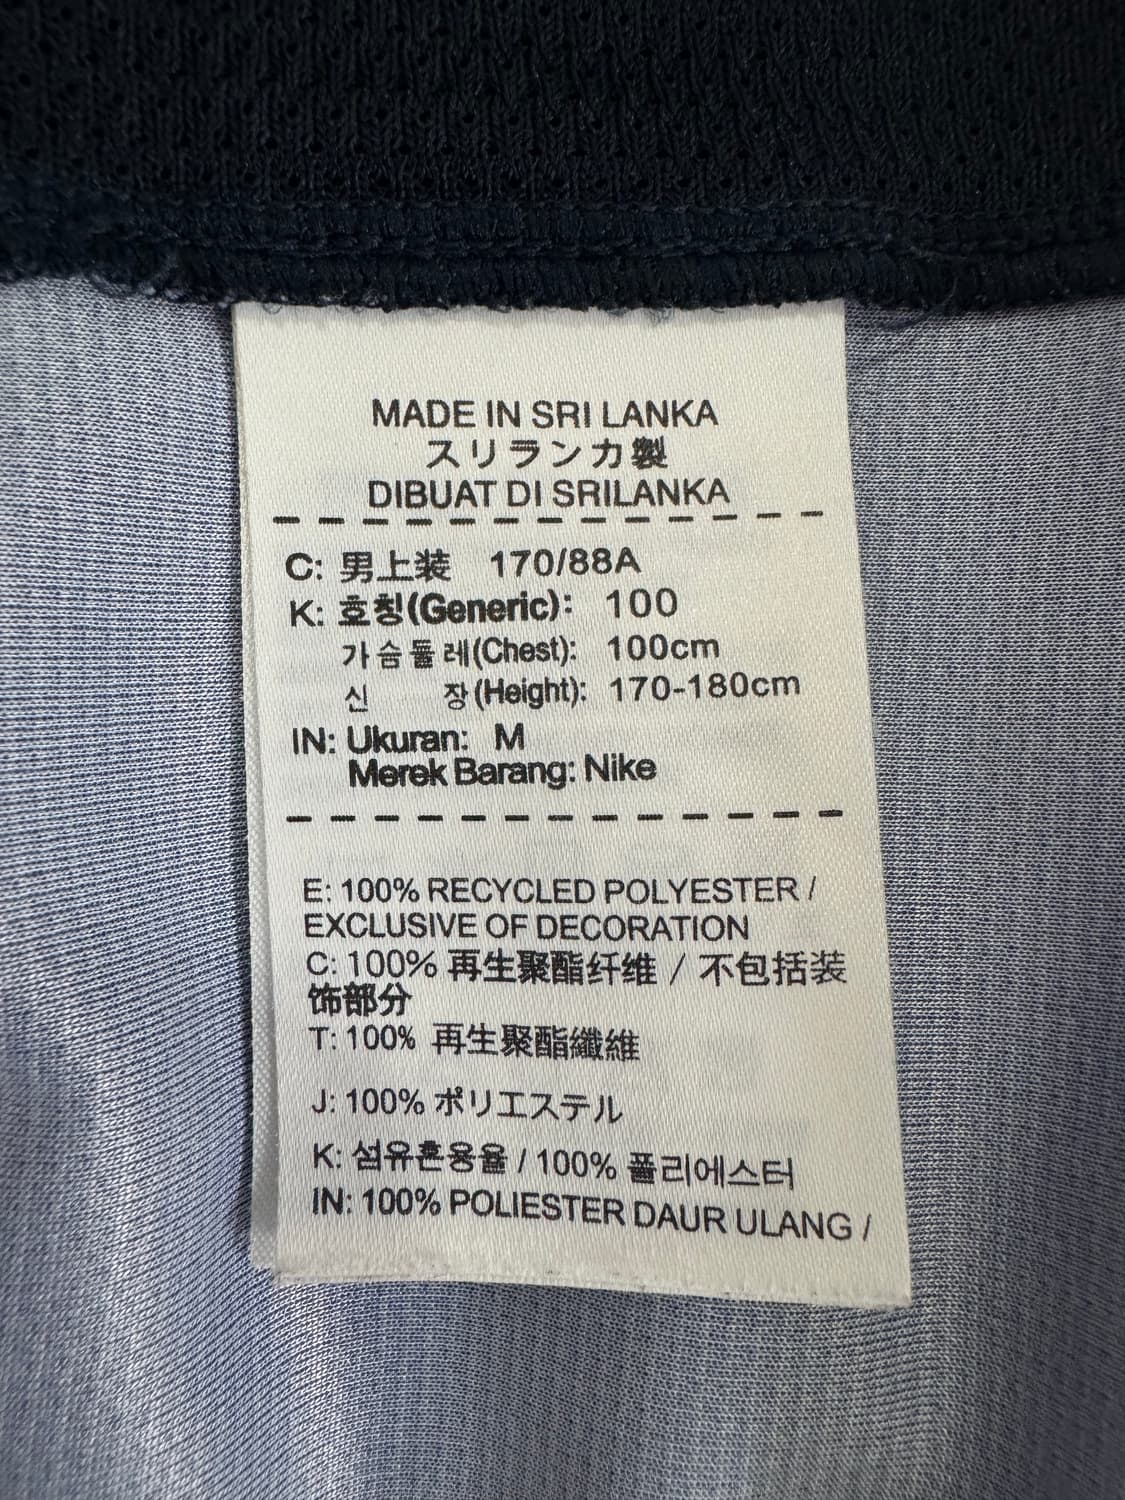 MADE IN SRI LANKA
スリランカ製
DIBUAT DI SRILANKA
C: 男上装 170/88A
K: 호칭(Generic): 100
가슴둘레(Chest): 100cm
신 장(Height): 170-180cm
IN: Ukuran: M
Merek Barang: Nike
E: 100% RECYCLED POLYESTER /
EXCLUSIVE OF DECORATION
C: 100% 再生聚酯纤维 / 不包括装
饰部分
T: 100% 再生聚酯纖維
J: 100% ポリエステル
K: 섬유혼용율 / 100% 폴리에스터
IN: 100% POLIESTER DAUR ULANG /